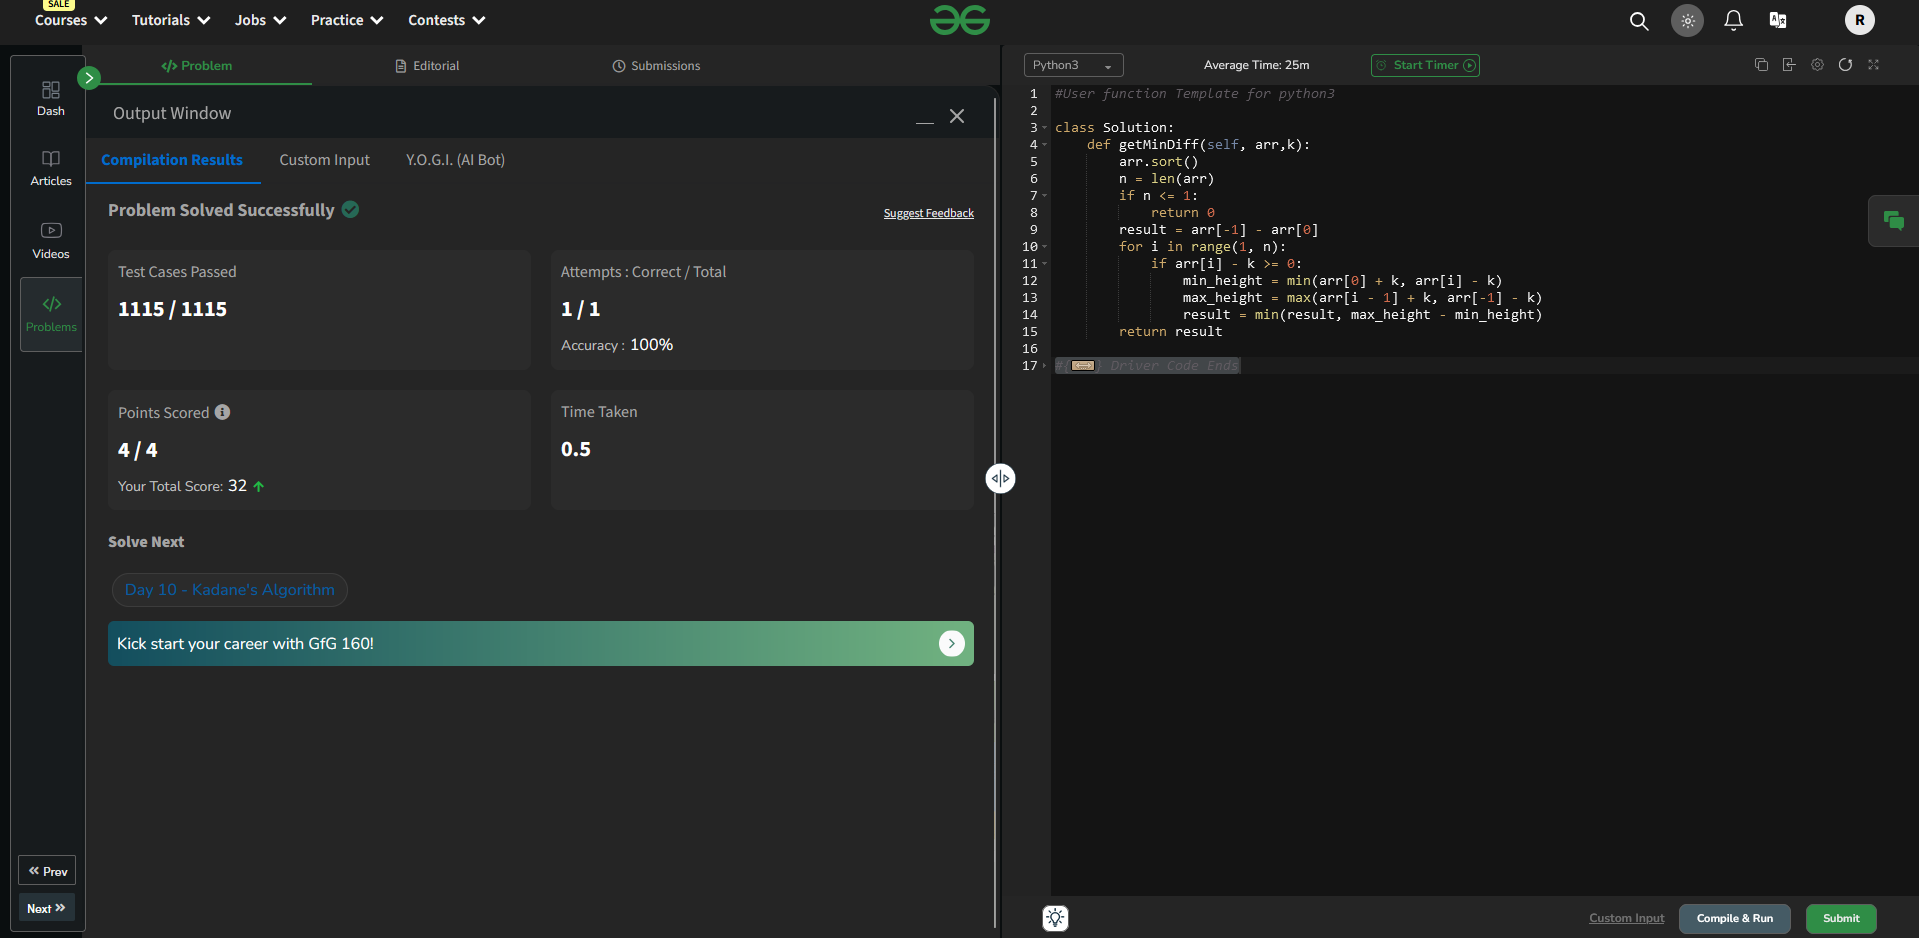 SALE
Courses Tutorials Jobs Practice Contests
R
Problem Editorial Submissions
Python3 Average Time: 25m Start Timer
Dash
Articles
Videos
Problems
Prev
Next
Output Window
Compilation Results Custom Input Y.O.G.I. (AI Bot)
Problem Solved Successfully
Suggest Feedback
Test Cases Passed
1115 / 1115
Attempts : Correct / Total
1 / 1
Accuracy : 100%
Points Scored
4 / 4
Your Total Score: 32
Time Taken
0.5
Solve Next
Day 10 - Kadane's Algorithm
Kick start your career with GfG 160!
1 #User function Template for python3
2
3 class Solution:
4     def getMinDiff(self, arr,k):
5         arr.sort()
6         n = len(arr)
7         if n <= 1:
8             return 0
9         result = arr[-1] - arr[0]
10         for i in range(1, n):
11             if arr[i] - k >= 0:
12                 min_height = min(arr[0] + k, arr[i] - k)
13                 max_height = max(arr[i - 1] + k, arr[-1] - k)
14                 result = min(result, max_height - min_height)
15         return result
16
17 #{ } Driver Code Ends
Custom Input Compile & Run Submit